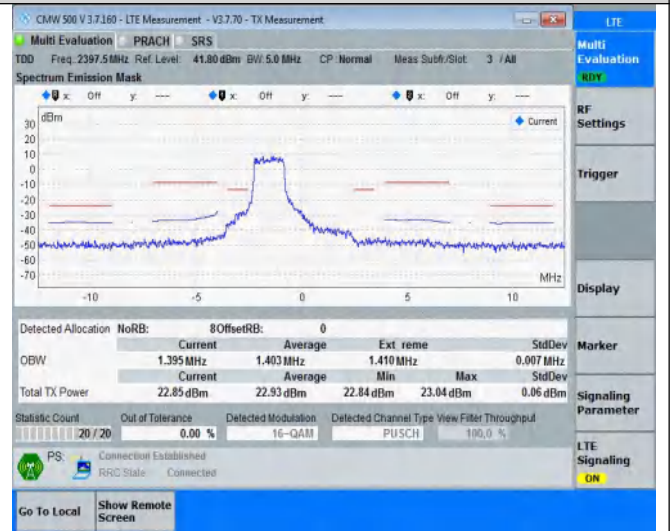 CMW 500 V 3.7.160 - LTE Measurement - V3.7.70 - TX Measurement
LTE
Multi Evaluation PRACH SRS
TDD Freq: 2397.5 MHz Ref. Level: 41.80 dBm BW: 5.0 MHz CP: Normal Meas Subfr./Slot: 3 / All
Spectrum Emission Mask
x: Off y: --- x: Off y: --- x: Off y: ---
dBm
Current
30
20
10
0
-10
-20
-30
-40
-50
-60
-70
MHz
-10 -5 0 5 10
Detected Allocation NoRB: 8 OffsetRB: 0
Current Average Ext reme StdDev
OBW 1.395 MHz 1.403 MHz 1.410 MHz 0.007 MHz
Current Average Min Max StdDev
Total TX Power 22.85 dBm 22.93 dBm 22.84 dBm 23.04 dBm 0.06 dBm
Statistic Count Out of Tolerance Detected Modulation Detected Channel Type View Filter Throughput
20 / 20 0.00 % 16-QAM PUSCH 100.0 %
PS: Connection Established
RRC State Connected
Multi
Evaluation
RDY
RF
Settings
Trigger
Display
Marker
Signaling
Parameter
LTE
Signaling
ON
Go To Local
Show Remote
Screen